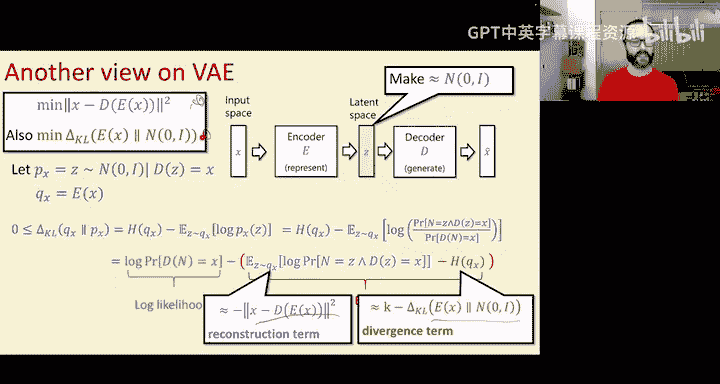 GPT中英字幕课程资源
bilibili
Another view on VAE
Make ≈ N(0, I)
min‖x − D(E(x))‖²
Also min Δ_KL(E(x) ‖ N(0, I))
Input space
Latent space
x
Encoder E (represent)
z
Decoder D (generate)
x̂
Let p_x = z ~ N(0, I)| D(z) = x
q_x = E(x)
0 ≤ Δ_KL(q_x ‖ p_x) = H(q_x) − 𝔼_{z~q_x}[log p_x(z)] = H(q_x) − 𝔼_{z~q_x}[log(Pr[N=z∧D(z)=x] / Pr[D(N)=x])]
= log Pr[D(N) = x] − (𝔼_{z~q_x}[log Pr[N = z ∧ D(z) = x]] − H(q_x))
Log likelihoo
≈ −‖x − D(E(x))‖²
reconstruction term
≈ k − Δ_KL(E(x) ‖ N(0, I))
divergence term